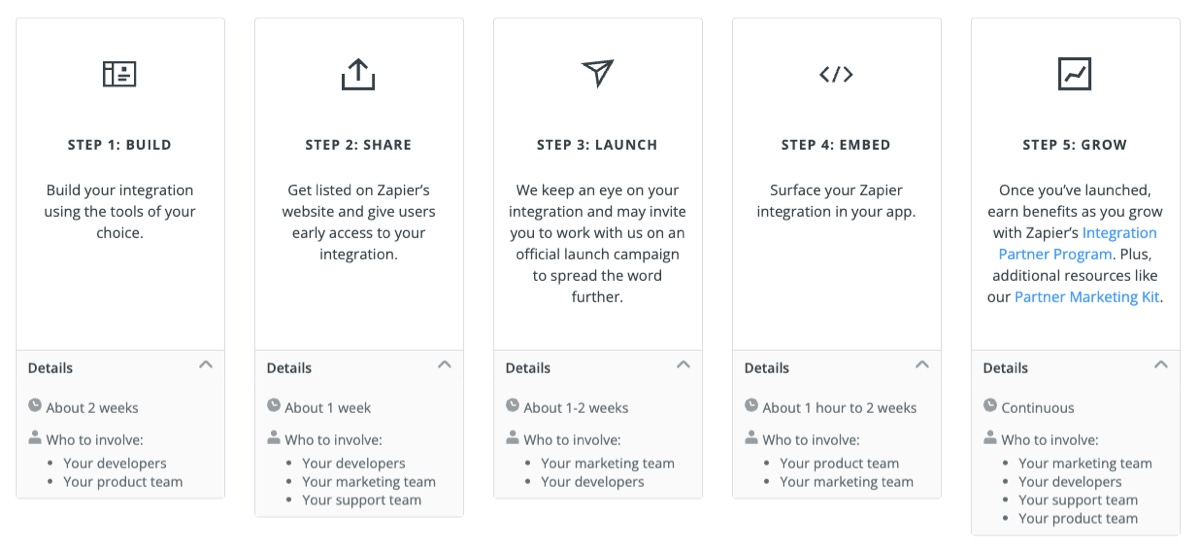 STEP 1: BUILD
Build your integration
using the tools of your
choice.
Details
About 2 weeks
Who to involve:
• Your developers
• Your product team
STEP 2: SHARE
Get listed on Zapier's
website and give users
early access to your
integration.
Details
About 1 week
Who to involve:
• Your developers
• Your marketing team
• Your support team
STEP 3: LAUNCH
We keep an eye on your
integration and may invite
you to work with us on an
official launch campaign
to spread the word
further.
Details
About 1-2 weeks
Who to involve:
• Your marketing team
• Your developers
</>
STEP 4: EMBED
Surface your Zapier
integration in your app.
Details
About 1 hour to 2 weeks
Who to involve:
• Your product team
• Your marketing team
STEP 5: GROW
Once you've launched,
earn benefits as you grow
with Zapier's Integration
Partner Program. Plus,
additional resources like
our Partner Marketing Kit.
Details
Continuous
Who to involve:
• Your marketing team
• Your developers
• Your support team
• Your product team